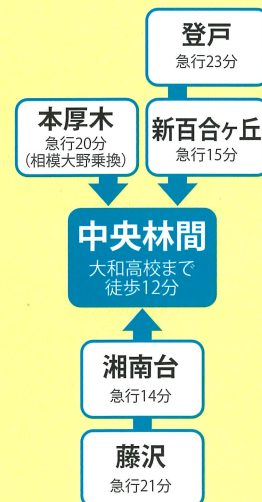 登戸
急行23分
本厚木
急行20分
(相模大野乗換)
新百合ヶ丘
急行15分
中央林間
大和高校まで
徒歩12分
湘南台
急行14分
藤沢
急行21分